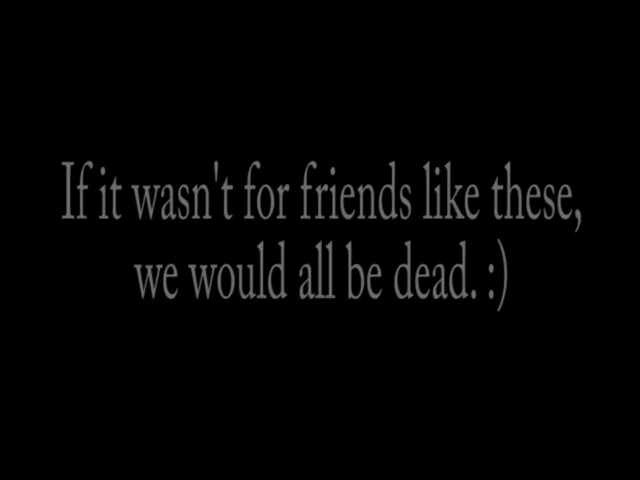 If it wasn't for friends like these,
we would all be dead. :)